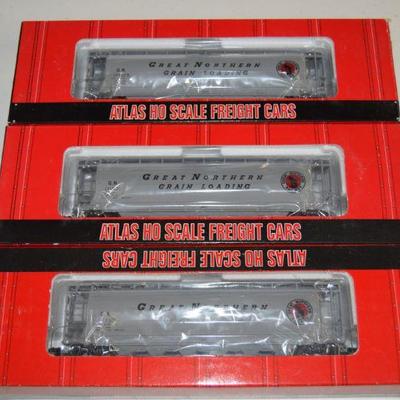 GREAT NORTHERN
GRAIN LOADING
ATLAS HO SCALE FREIGHT CARS
G.N.
GREAT NORTHERN
GRAIN LOADING
ATLAS HO SCALE FREIGHT CARS
ATLAS HO SCALE FREIGHT CARS
GREAT NORTHERN